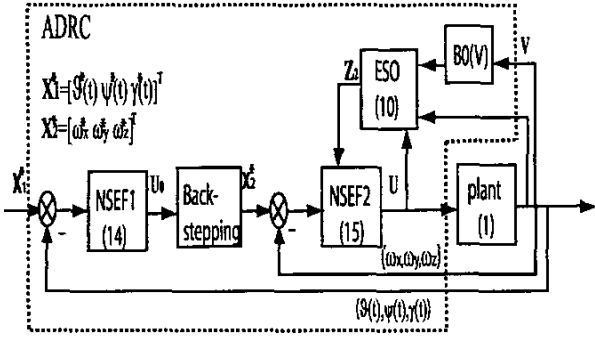 ADRC
X₁*=[ϑ*(t) ψ*(t) γ*(t)]ᵀ
X₂*=[ωx* ωy* ωz*]ᵀ
Z₂
ESO
(10)
B0(V)
V
X₁*
NSEF1
(14)
U₀
Back-
stepping
X₂*
NSEF2
(15)
U
plant
(1)
-
-
{ωx,ωy,ωz}
{ϑ(t),ψ(t),γ(t)}